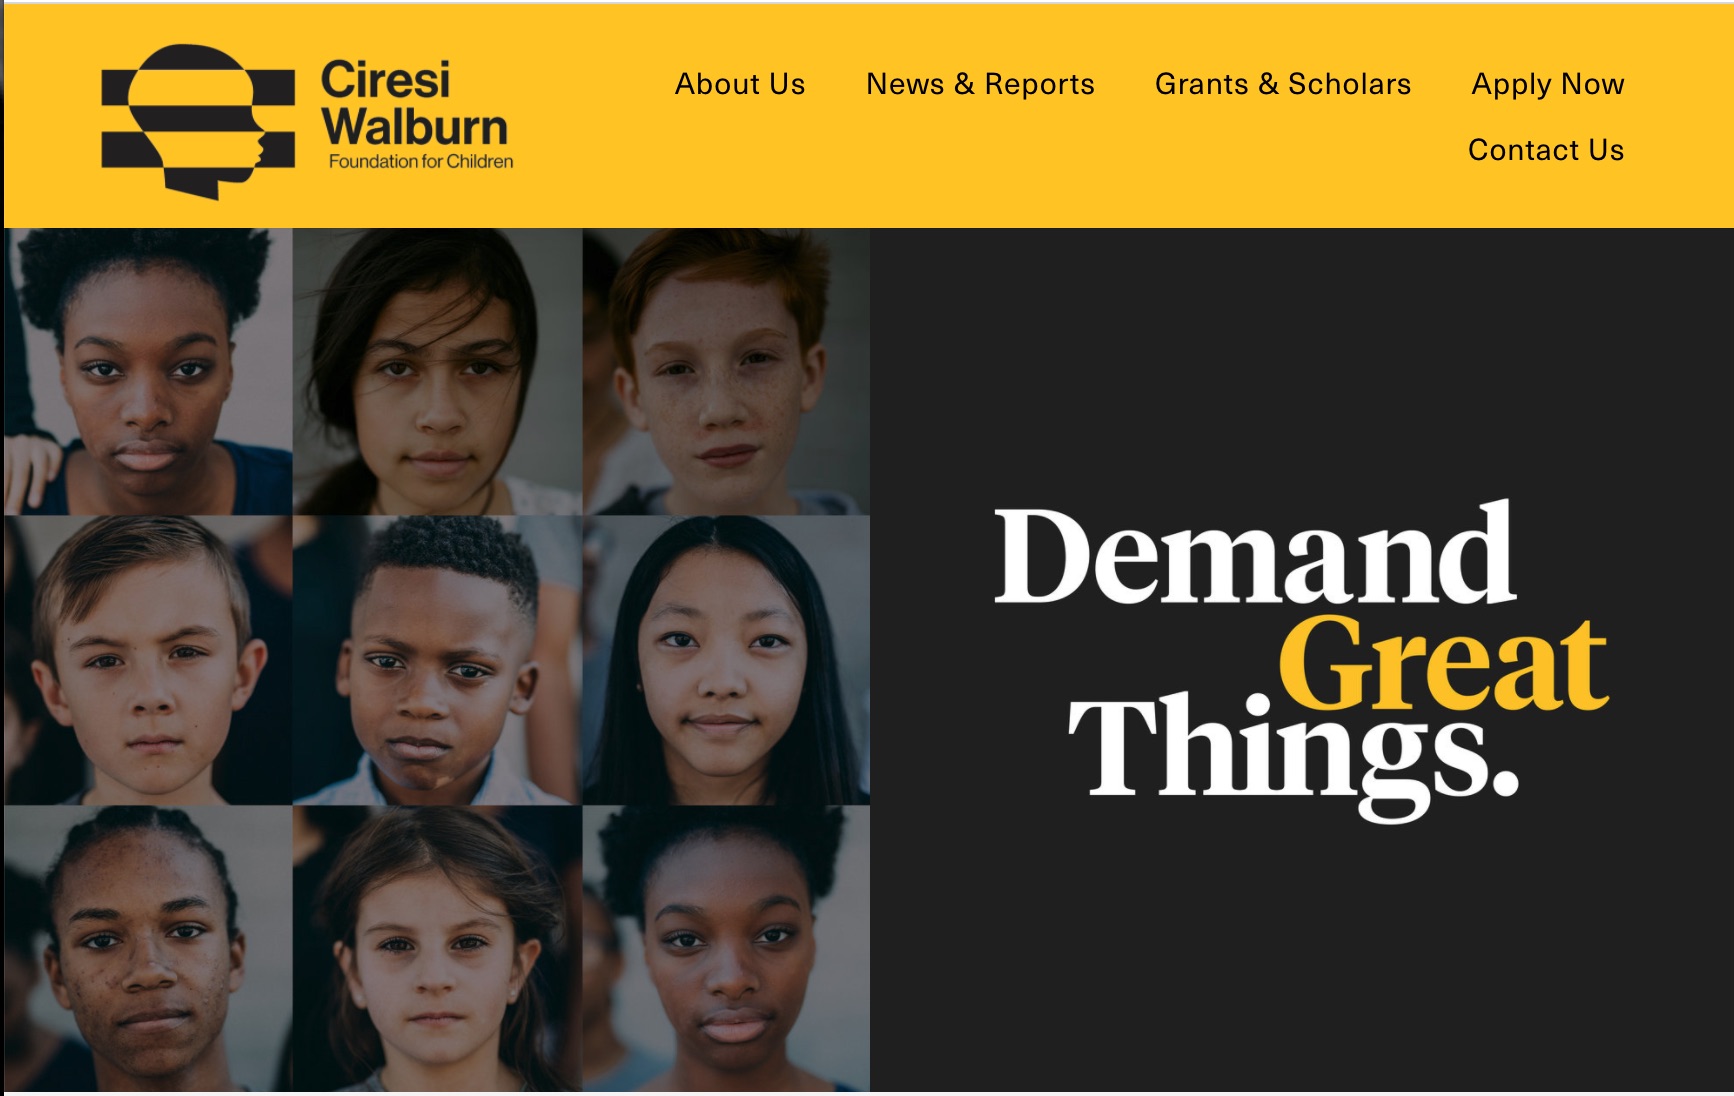 Ciresi
Walburn
Foundation for Children
About Us
News & Reports
Grants & Scholars
Apply Now
Contact Us
Demand
Great
Things.